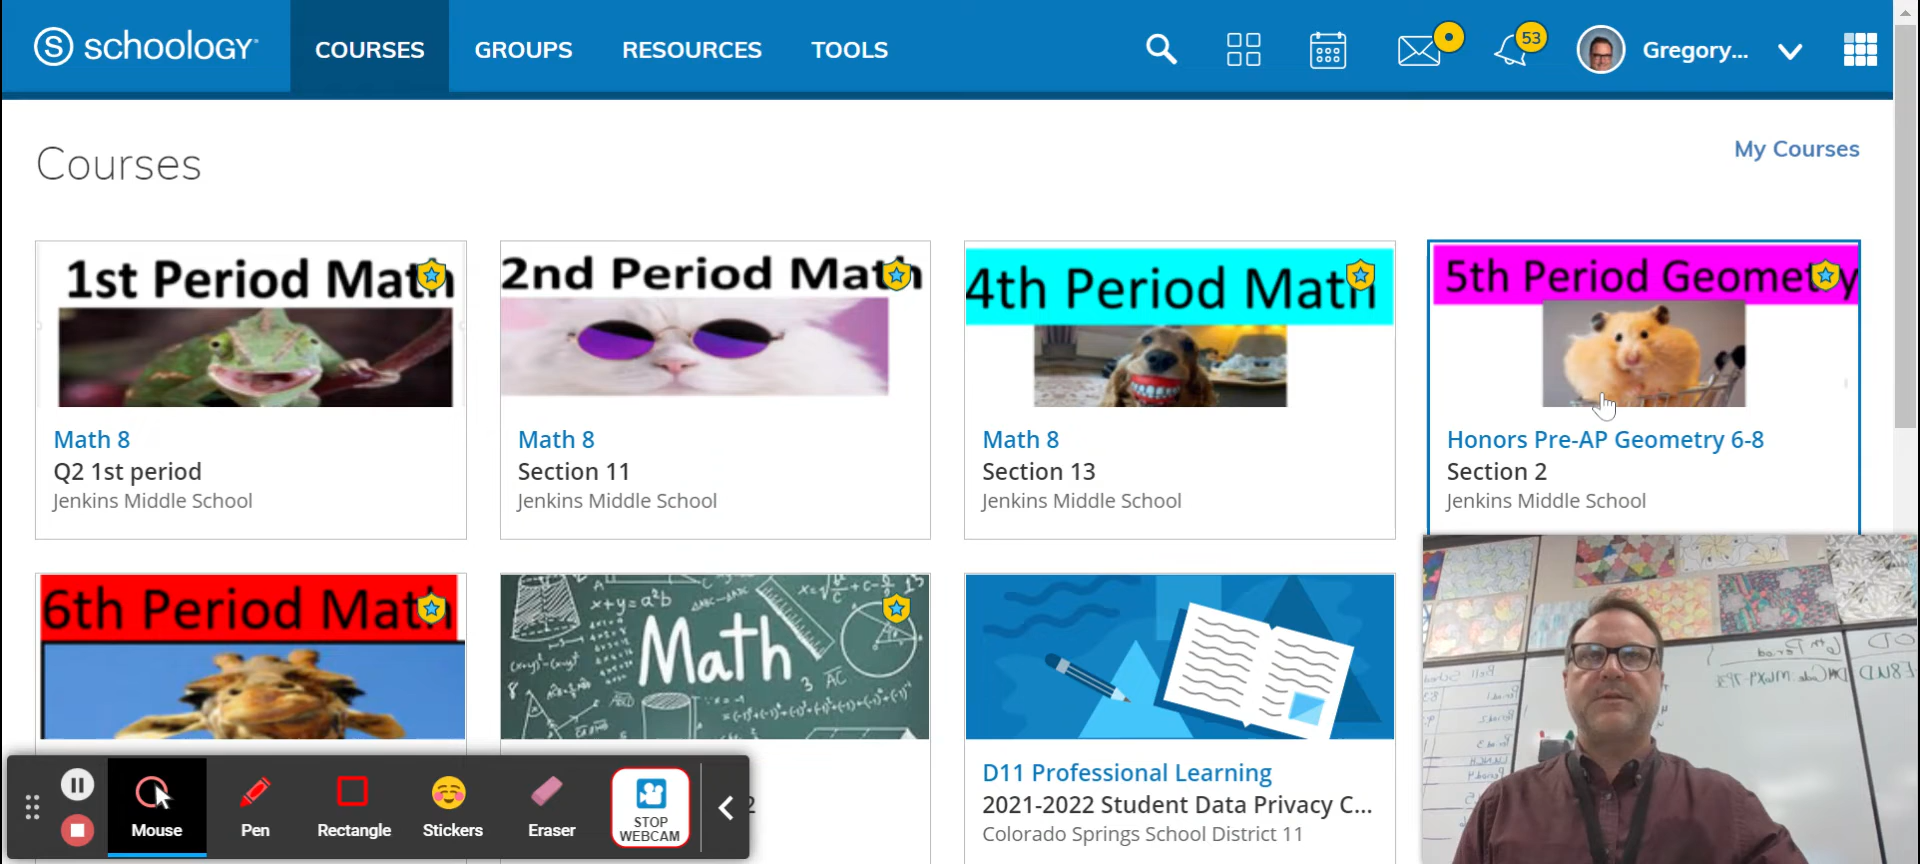 schoology
COURSES
GROUPS
RESOURCES
TOOLS
53
Gregory...
Courses
My Courses
1st Period Math
2nd Period Math
4th Period Math
5th Period Geometry
Math 8
Q2 1st period
Jenkins Middle School
Math 8
Section 11
Jenkins Middle School
Math 8
Section 13
Jenkins Middle School
Honors Pre-AP Geometry 6-8
Section 2
Jenkins Middle School
6th Period Math
x+y=a²b
Math
D11 Professional Learning
2021-2022 Student Data Privacy C...
Colorado Springs School District 11
Mouse
Pen
Rectangle
Stickers
Eraser
STOP
WEBCAM
2